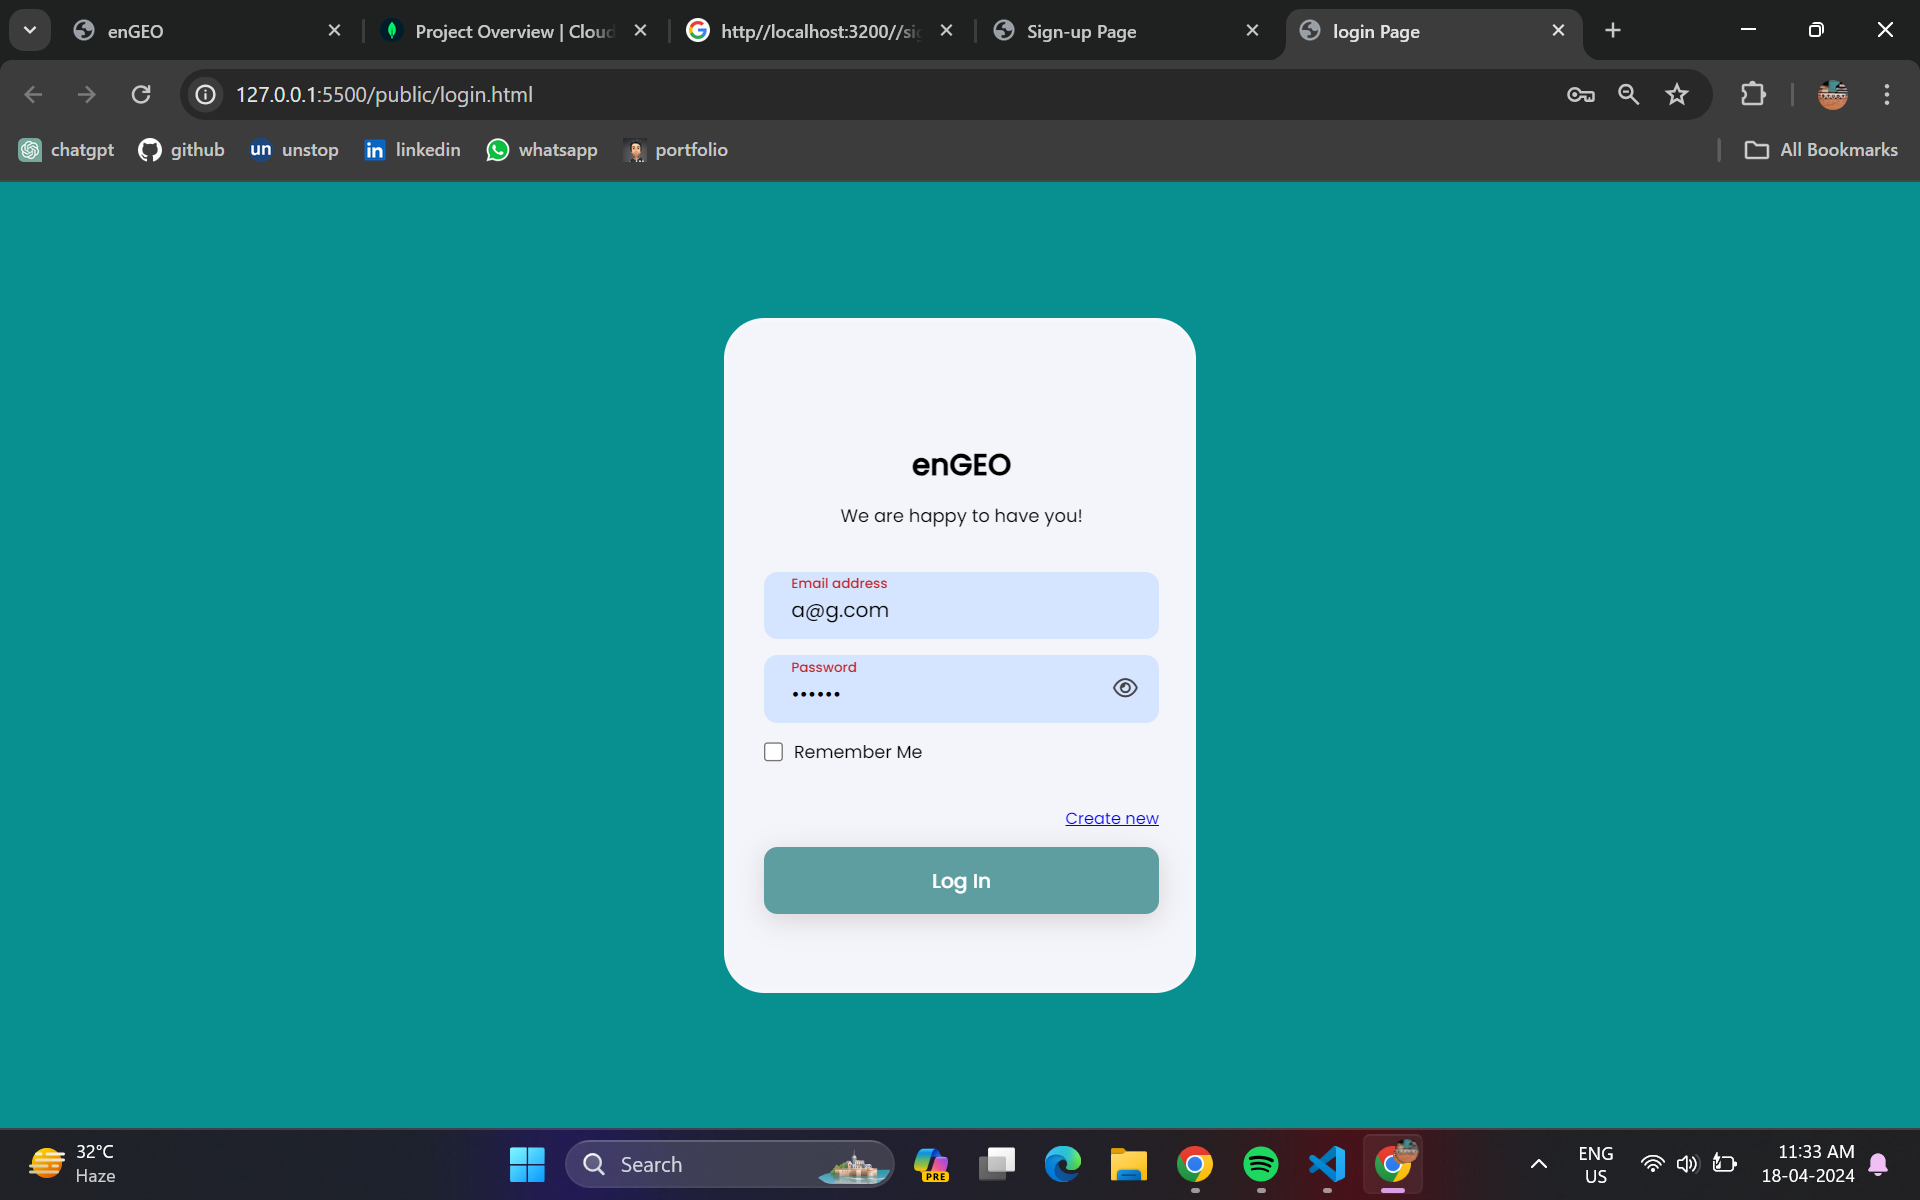 enGEO
Project Overview | Cloud
http//localhost:3200//si
Sign-up Page
login Page
127.0.0.1:5500/public/login.html
chatgpt
github
un unstop
in linkedin
whatsapp
portfolio
All Bookmarks
enGEO
We are happy to have you!
Email address
a@g.com
Password
••••••
Remember Me
Create new
Log In
32°C
Haze
Search
PRE
ENG
US
11:33 AM
18-04-2024